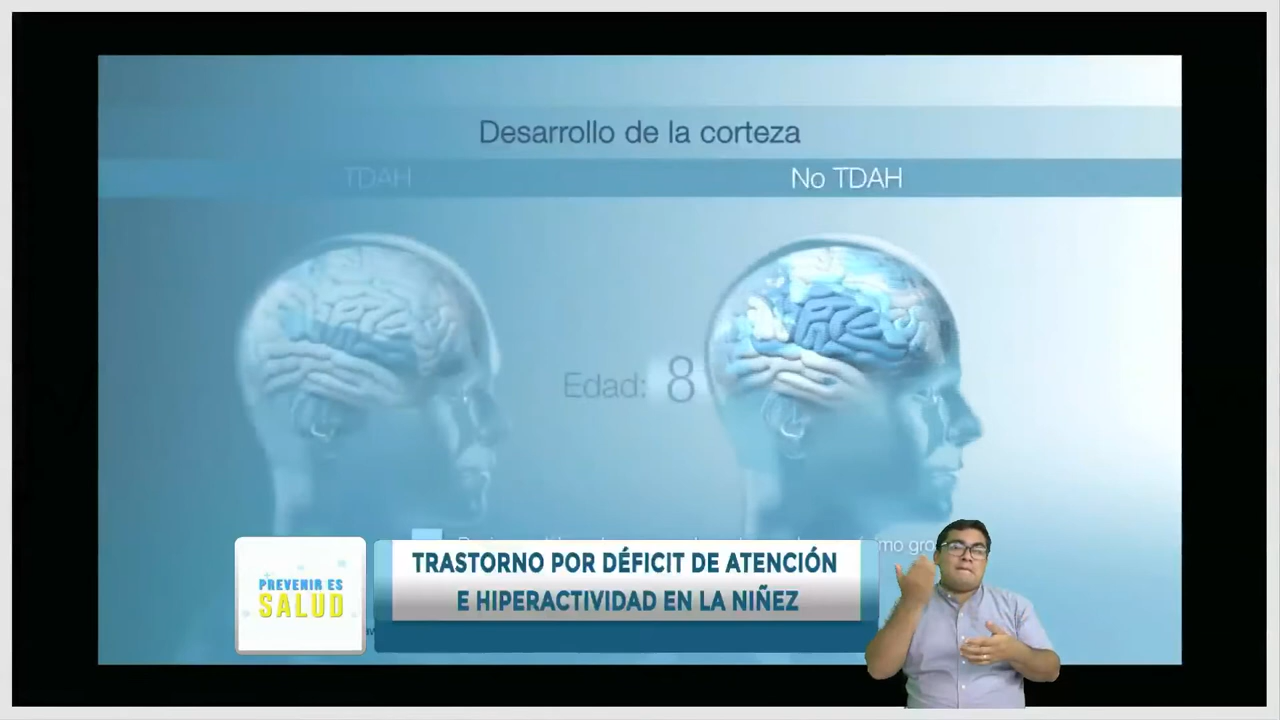 Desarrollo de la corteza
TDAH
No TDAH
Edad: 8
PREVENIR ES
SALUD
TRASTORNO POR DÉFICIT DE ATENCIÓN
E HIPERACTIVIDAD EN LA NIÑEZ